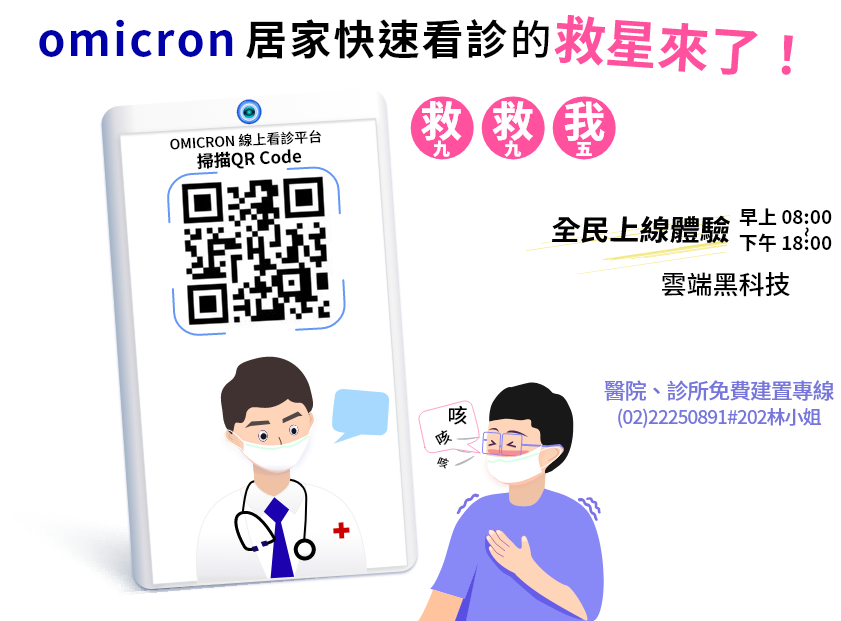 omicron 居家快速看診的救星來了！
救 救 我
九 九 五
OMICRON 線上看診平台
掃描QR Code
全民上線體驗
早上 08:00
~
下午 18:00
雲端黑科技
醫院、診所免費建置專線
(02)22250891#202林小姐
咳
咳
咳